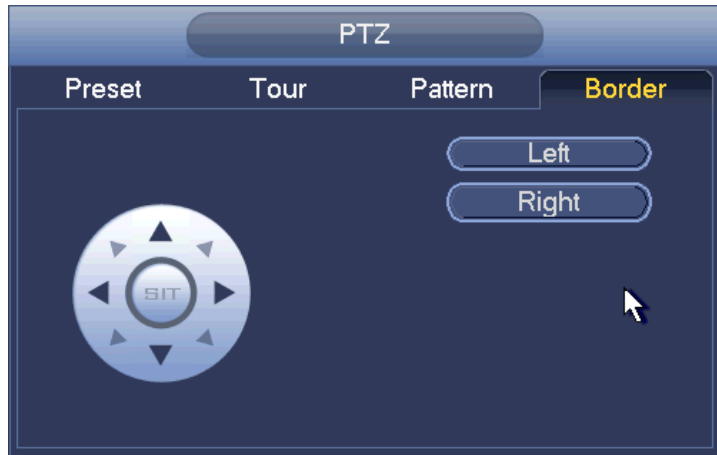 PTZ
Preset Tour Pattern Border
Left
Right
SIT